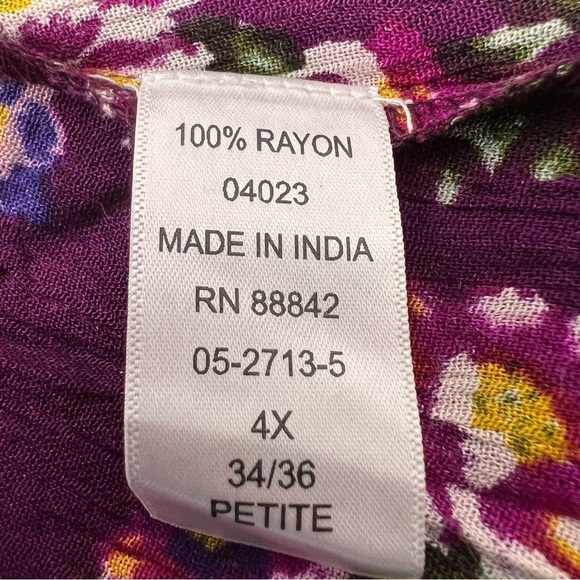 100% RAYON
04023
MADE IN INDIA
RN 88842
05-2713-5
4X
34/36
PETITE